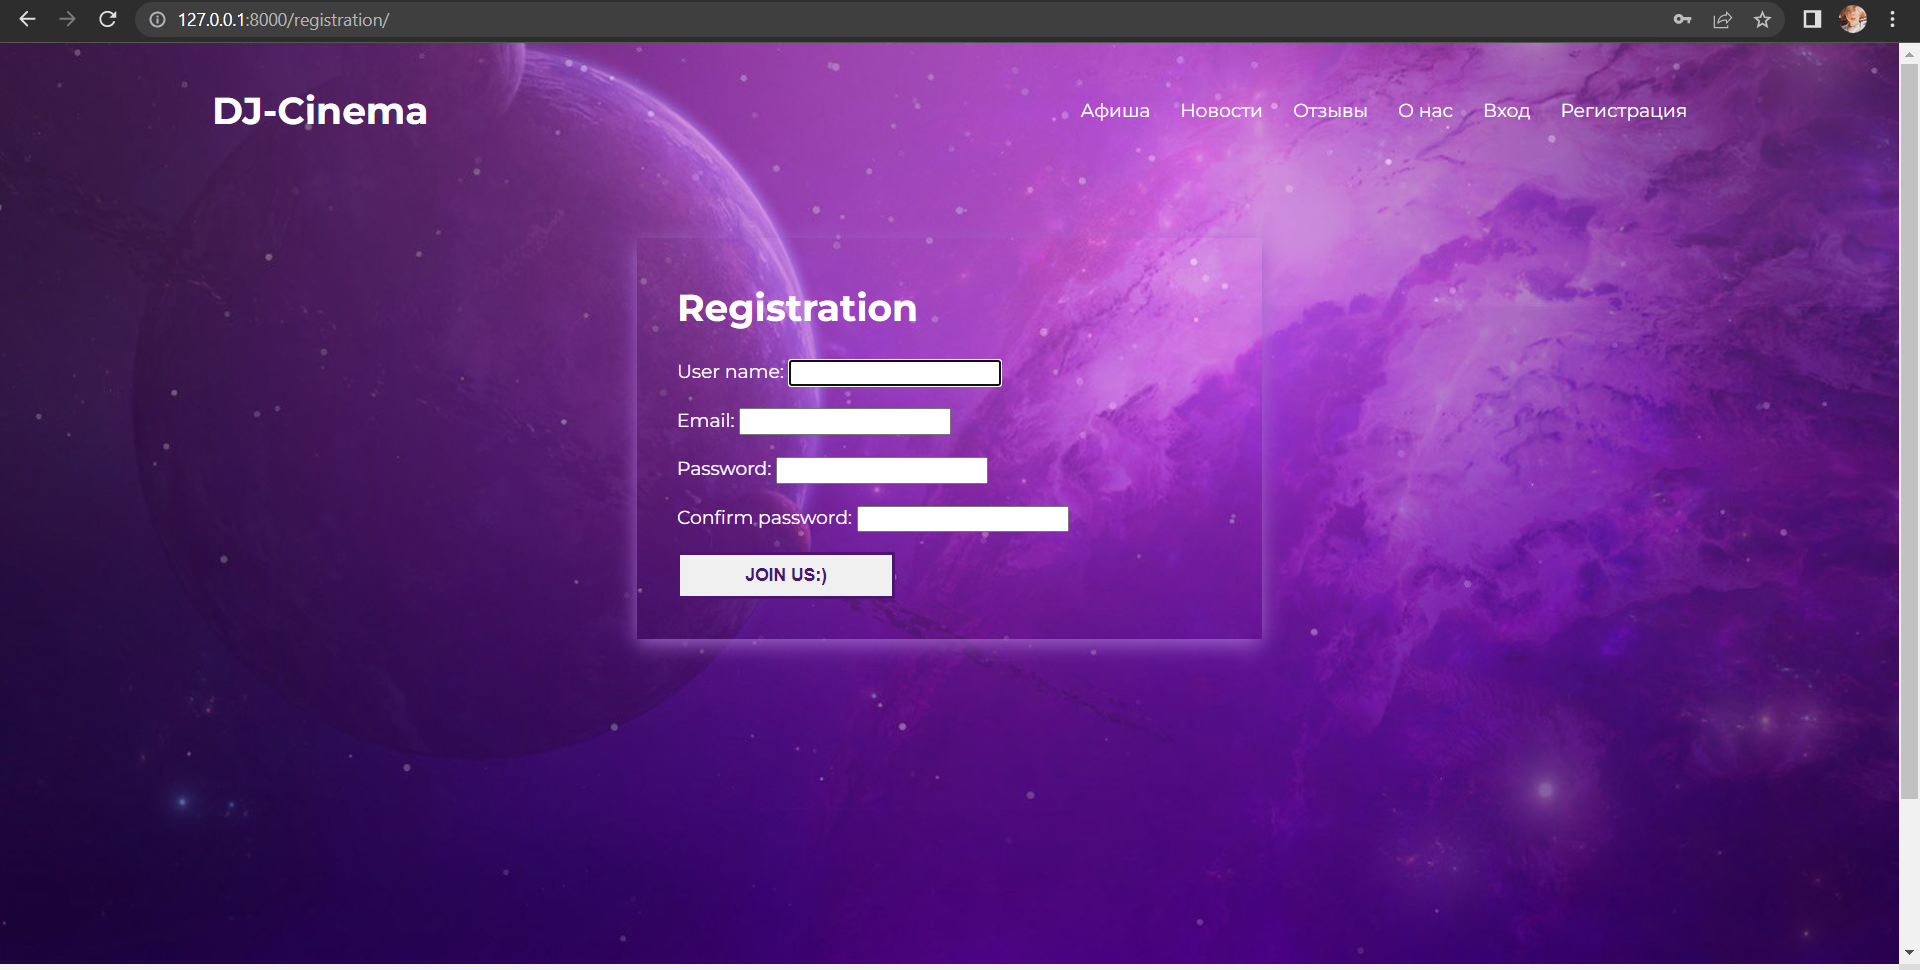 127.0.0.1:8000/registration/
DJ-Cinema
Афиша Новости Отзывы О нас Вход Регистрация
Registration
User name:
Email:
Password:
Confirm password:
JOIN US:)